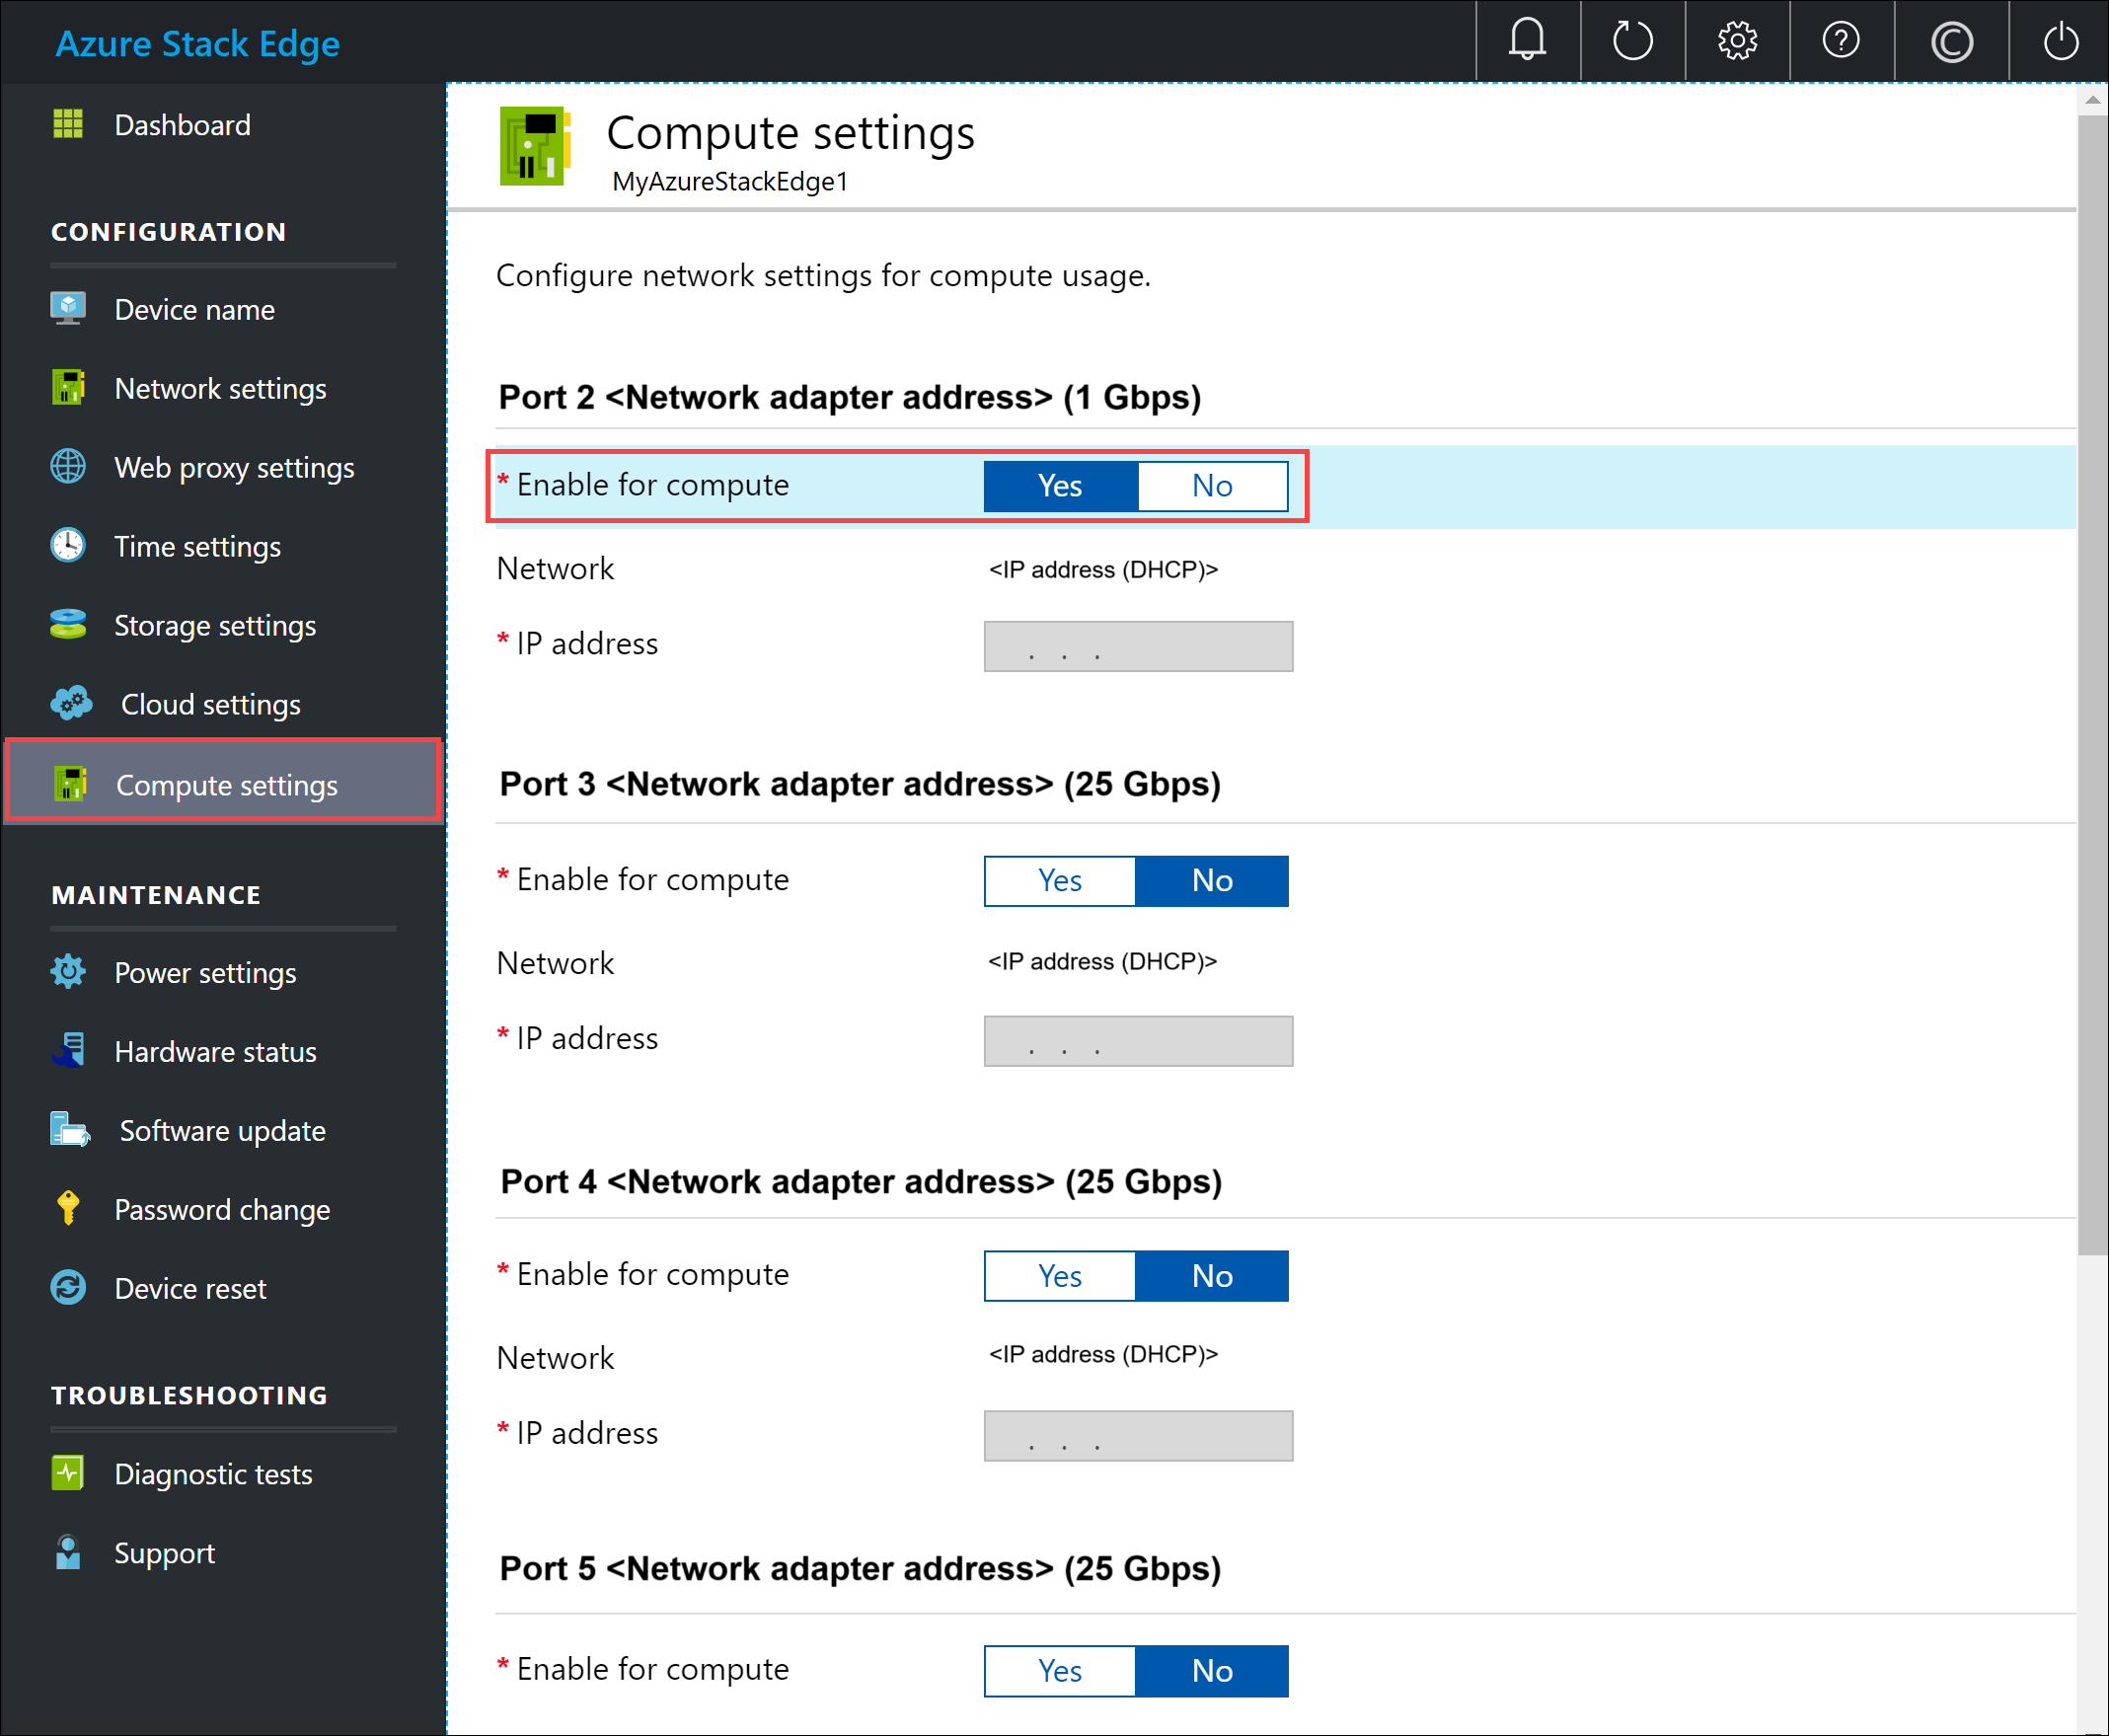 Azure Stack Edge
Dashboard
CONFIGURATION
Device name
Network settings
Web proxy settings
Time settings
Storage settings
Cloud settings
Compute settings
MAINTENANCE
Power settings
Hardware status
Software update
Password change
Device reset
TROUBLESHOOTING
Diagnostic tests
Support
Compute settings
MyAzureStackEdge1
Configure network settings for compute usage.
Port 2 <Network adapter address> (1 Gbps)
* Enable for compute Yes No
Network <IP address (DHCP)>
* IP address . . .
Port 3 <Network adapter address> (25 Gbps)
* Enable for compute Yes No
Network <IP address (DHCP)>
* IP address . . .
Port 4 <Network adapter address> (25 Gbps)
* Enable for compute Yes No
Network <IP address (DHCP)>
* IP address . . .
Port 5 <Network adapter address> (25 Gbps)
* Enable for compute Yes No